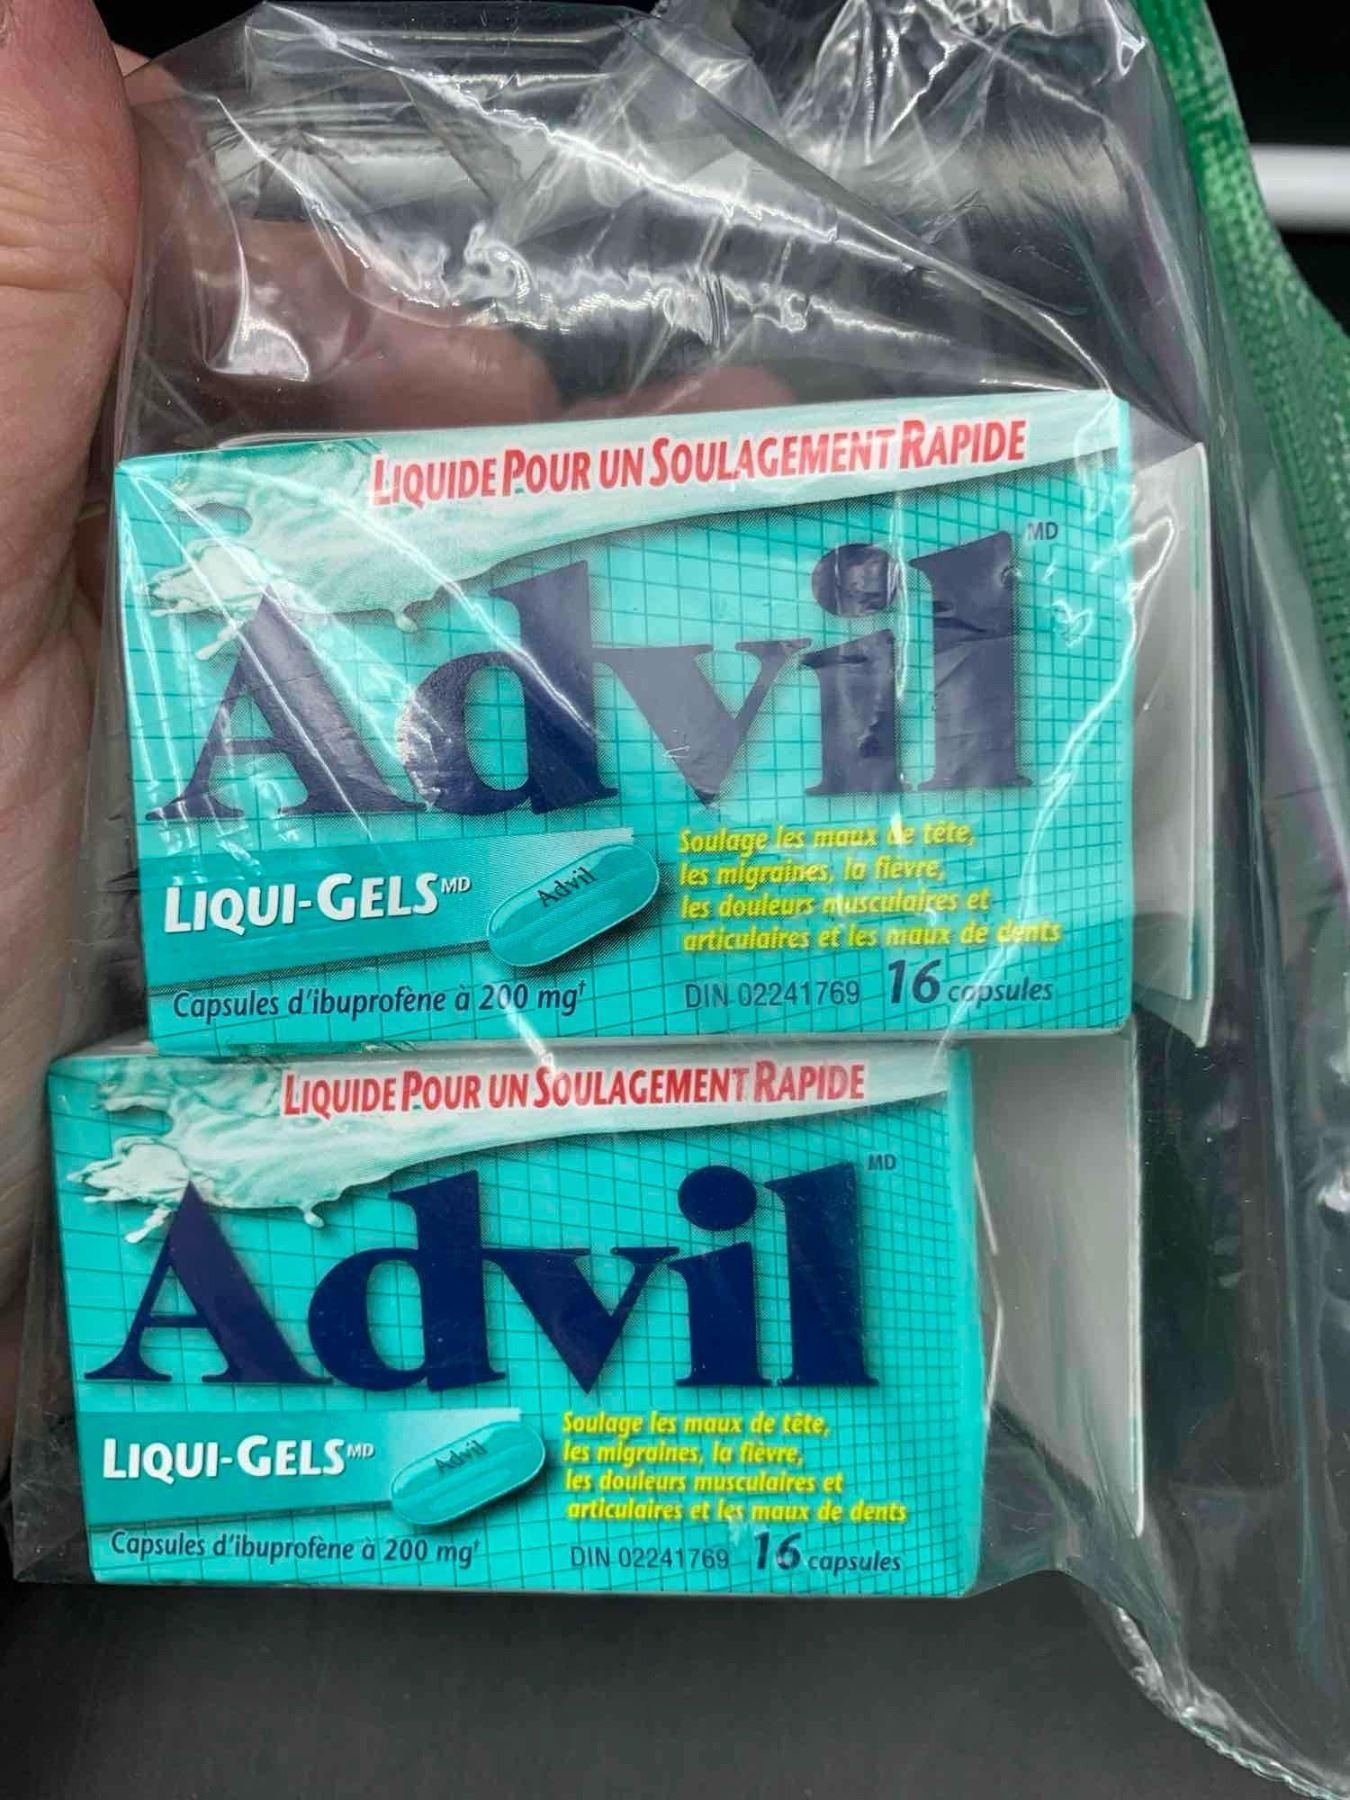 LIQUIDE POUR UN SOULAGEMENT RAPIDE
Advil MD
LIQUI-GELS MD
Advil
Soulage les maux de tête,
les migraines, la fièvre,
les douleurs musculaires et
articulaires et les maux de dents
Capsules d'ibuprofène à 200 mg†
DIN 02241769 16 capsules
LIQUIDE POUR UN SOULAGEMENT RAPIDE
Advil MD
LIQUI-GELS MD
Advil
Soulage les maux de tête,
les migraines, la fièvre,
les douleurs musculaires et
articulaires et les maux de dents
Capsules d'ibuprofène à 200 mg†
DIN 02241769 16 capsules